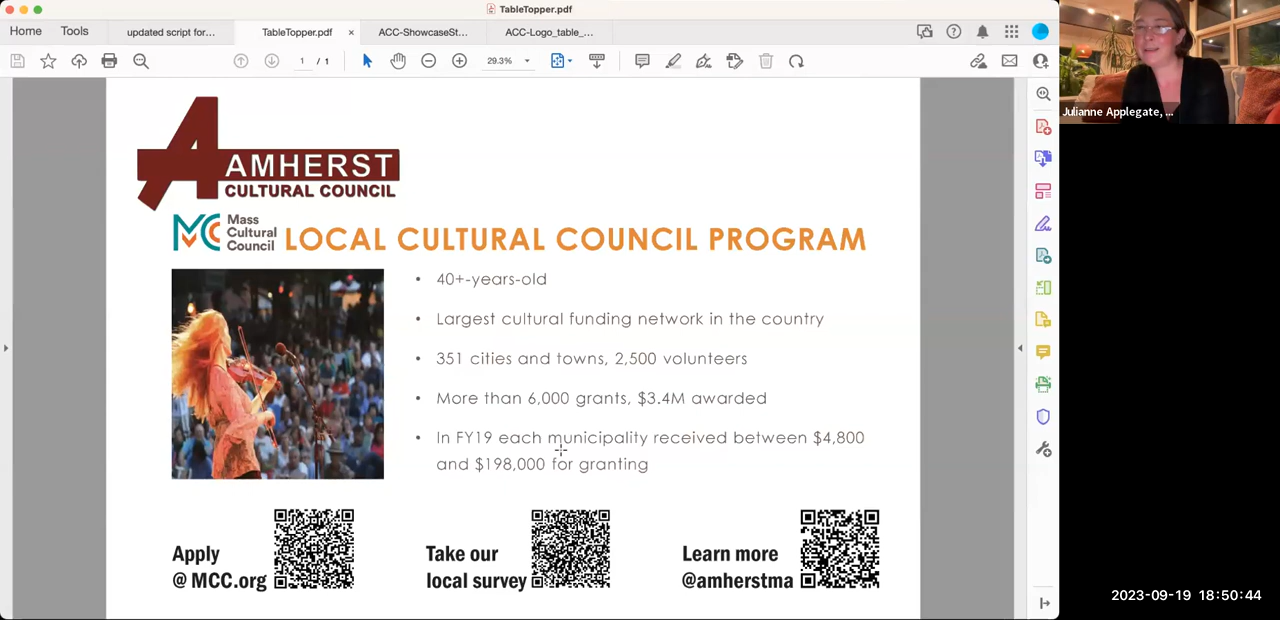 TableTopper.pdf
Home
Tools
updated script for...
TableTopper.pdf
×
ACC-ShowcaseSt...
ACC-Logo_table_...
1 / 1
29.3%
Julianne Applegate, ...
AMHERST
CULTURAL COUNCIL
Mass
Cultural
Council
LOCAL CULTURAL COUNCIL PROGRAM
• 40+-years-old
• Largest cultural funding network in the country
• 351 cities and towns, 2,500 volunteers
• More than 6,000 grants, $3.4M awarded
• In FY19 each municipality received between $4,800
and $198,000 for granting
Apply
@ MCC.org
Take our
local survey
Learn more
@amherstma
2023-09-19 18:50:44